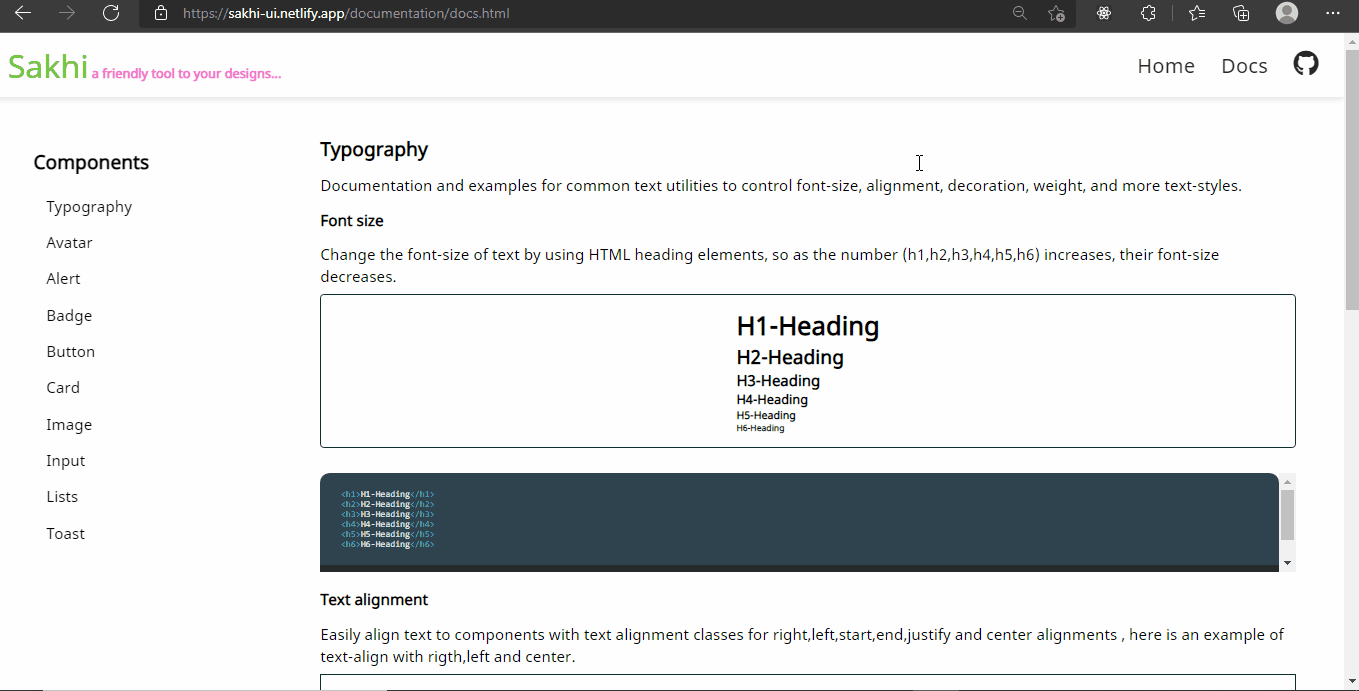 https://sakhi-ui.netlify.app/documentation/docs.html
Sakhi a friendly tool to your designs...
Home Docs
Components
Typography
Avatar
Alert
Badge
Button
Card
Image
Input
Lists
Toast
Typography
Documentation and examples for common text utilities to control font-size, alignment, decoration, weight, and more text-styles.
Font size
Change the font-size of text by using HTML heading elements, so as the number (h1,h2,h3,h4,h5,h6) increases, their font-size
decreases.
H1-Heading
H2-Heading
H3-Heading
H4-Heading
H5-Heading
H6-Heading
<h1>H1-Heading</h1>
<h2>H2-Heading</h2>
<h3>H3-Heading</h3>
<h4>H4-Heading</h4>
<h5>H5-Heading</h5>
<h6>H6-Heading</h6>
Text alignment
Easily align text to components with text alignment classes for right,left,start,end,justify and center alignments , here is an example of
text-align with rigth,left and center.